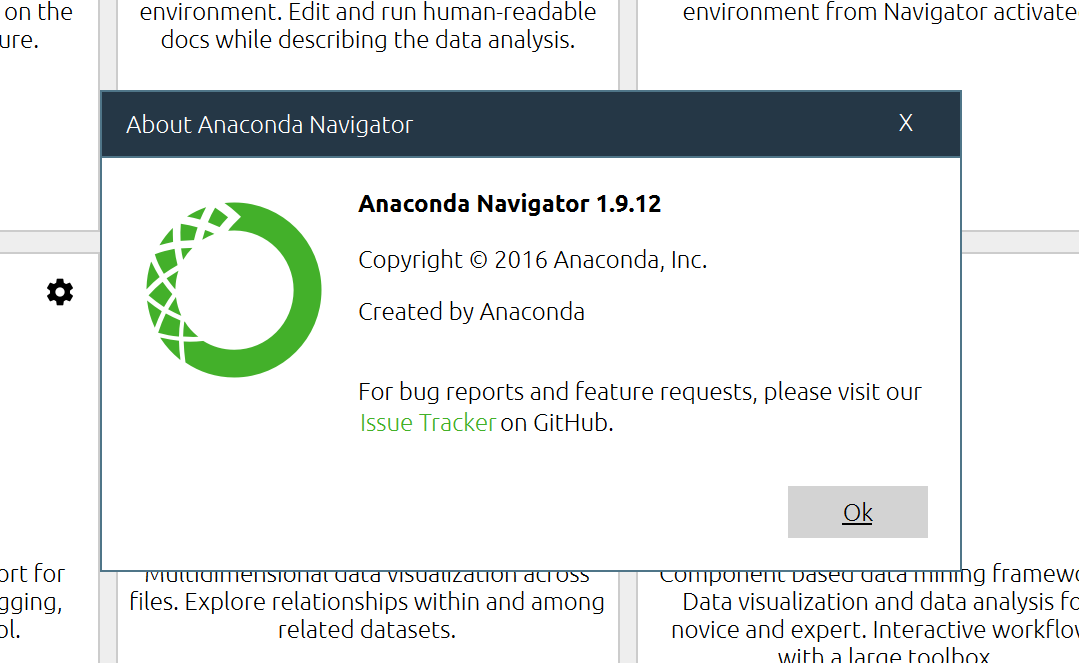 on the
ure.
environment. Edit and run human-readable
docs while describing the data analysis.
environment from Navigator activate
About Anaconda Navigator
X
Anaconda Navigator 1.9.12
Copyright © 2016 Anaconda, Inc.
Created by Anaconda
For bug reports and feature requests, please visit our
Issue Tracker on GitHub.
Ok
ort for
gging,
ol.
Multidimensional data visualization across
files. Explore relationships within and among
related datasets.
Component based data mining framewo
Data visualization and data analysis fo
novice and expert. Interactive workflow
with a large toolbox.